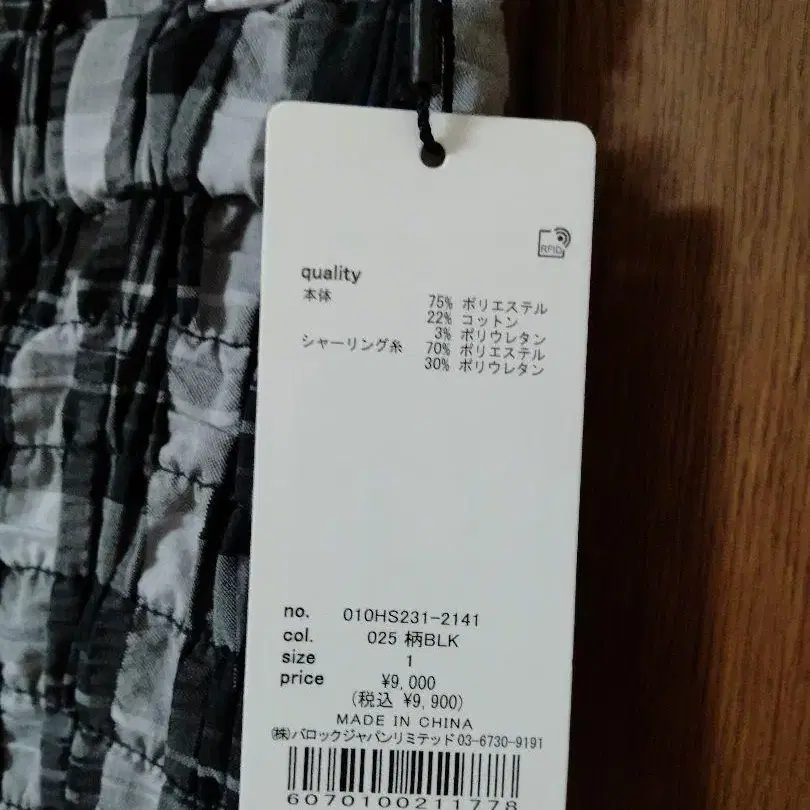 RFID
quality
本体 75% ポリエステル
22% コットン
3% ポリウレタン
シャーリング糸 70% ポリエステル
30% ポリウレタン
no. 010HS231-2141
col. 025 柄BLK
size 1
price ¥9,000
(税込 ¥9,900)
MADE IN CHINA
㈱バロックジャパンリミテッド 03-6730-9191
6070100211778